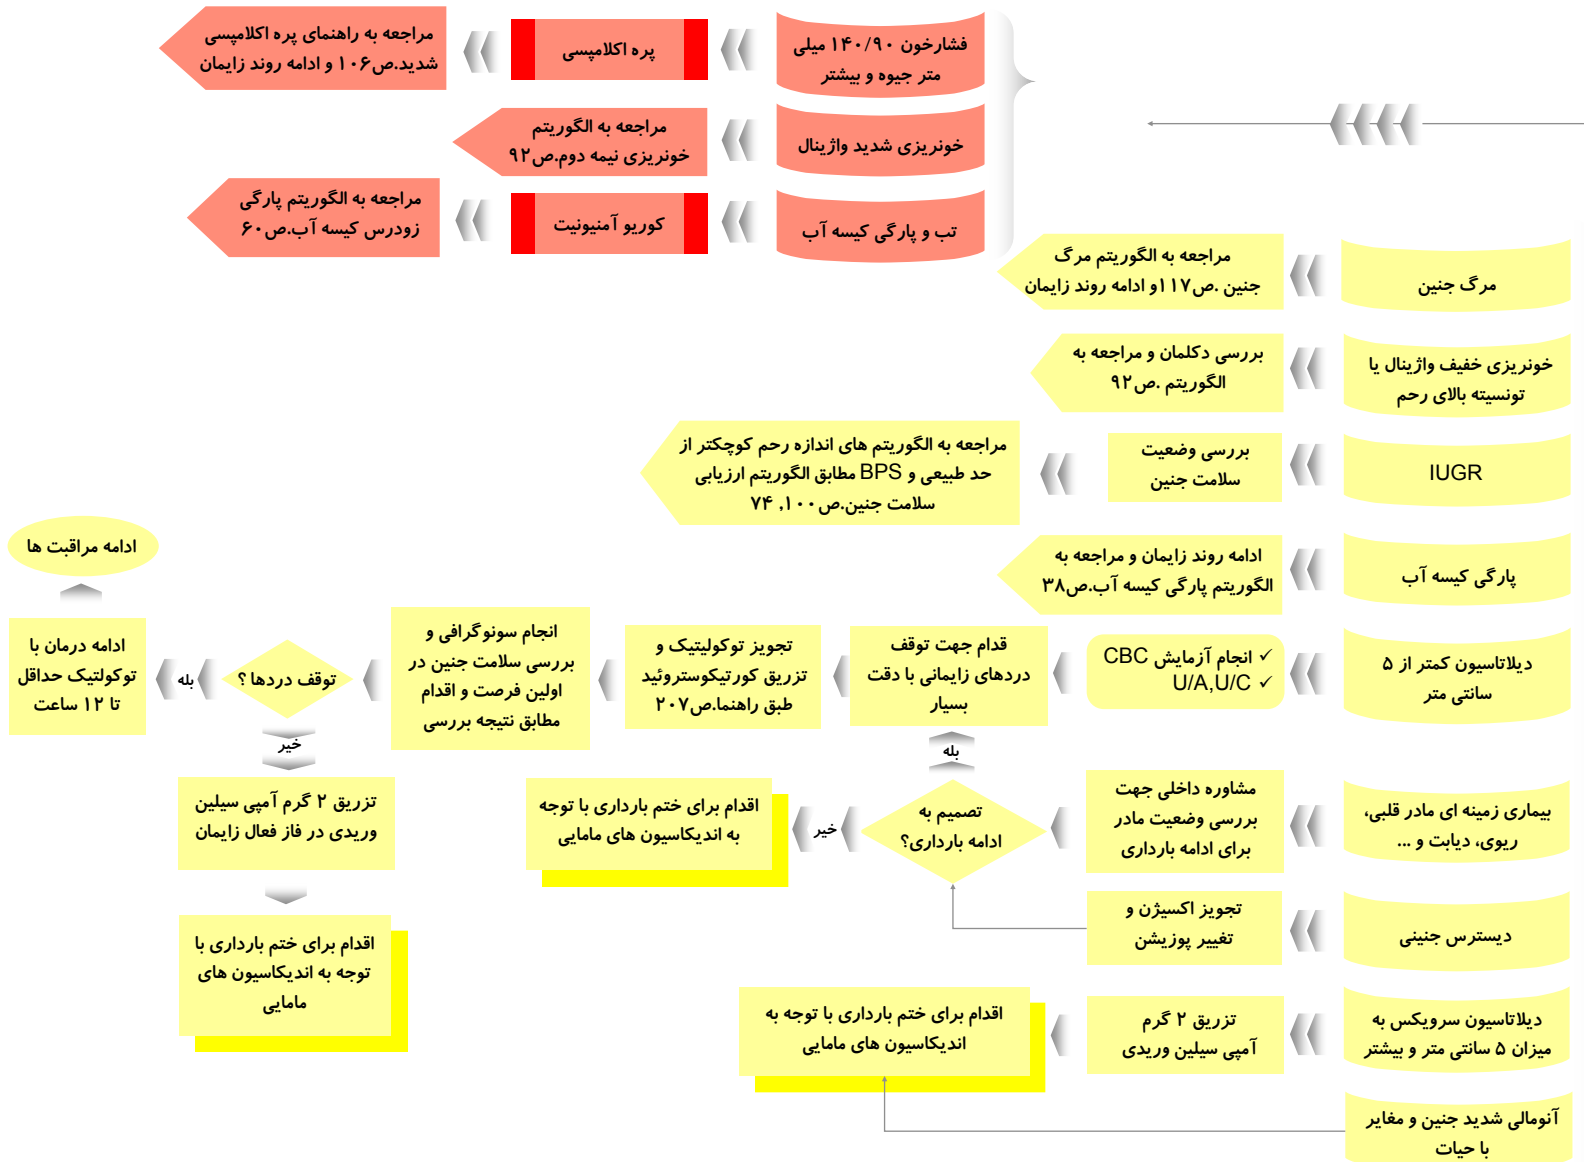 فشارخون ۱۴۰/۹۰ میلی
متر جیوه و بیشتر
پره اکلامپسی
مراجعه به راهنمای پره اکلامپسی
شدید.ص۱۰۶ و ادامه روند زایمان
خونریزی شدید واژینال
مراجعه به الگوریتم
خونریزی نیمه دوم.ص۹۲
تب و پارگی کیسه آب
کوریو آمنیونیت
مراجعه به الگوریتم پارگی
زودرس کیسه آب.ص۶۰
مرگ جنین
مراجعه به الگوریتم مرگ
جنین .ص۱۱۷و ادامه روند زایمان
خونریزی خفیف واژینال یا
تونسیته بالای رحم
بررسی دکلمان و مراجعه به
الگوریتم .ص۹۲
IUGR
بررسی وضعیت
سلامت جنین
مراجعه به الگوریتم های اندازه رحم کوچکتر از
حد طبیعی و BPS مطابق الگوریتم ارزیابی
سلامت جنین.ص۱۰۰, ۷۴
پارگی کیسه آب
ادامه روند زایمان و مراجعه به
الگوریتم پارگی کیسه آب.ص۳۸
دیلاتاسیون کمتر از ۵
سانتی متر
✓ انجام آزمایش CBC
✓ U/A,U/C
قدام جهت توقف
دردهای زایمانی با دقت
بسیار
تجویز توکولیتیک و
تزریق کورتیکوستروئید
طبق راهنما.ص۲۰۷
انجام سونوگرافی و
بررسی سلامت جنین در
اولین فرصت و اقدام
مطابق نتیجه بررسی
توقف دردها ؟
بله
ادامه درمان با
توکولتیک حداقل
تا ۱۲ ساعت
ادامه مراقبت ها
خیر
تزریق ۲ گرم آمپی سیلین
وریدی در فاز فعال زایمان
اقدام برای ختم بارداری با
توجه به اندیکاسیون های
مامایی
بیماری زمینه ای مادر قلبی،
ریوی، دیابت و ...
مشاوره داخلی جهت
بررسی وضعیت مادر
برای ادامه بارداری
تصمیم به
ادامه بارداری؟
بله
خیر
اقدام برای ختم بارداری با توجه
به اندیکاسیون های مامایی
دیسترس جنینی
تجویز اکسیژن و
تغییر پوزیشن
دیلاتاسیون سرویکس به
میزان ۵ سانتی متر و بیشتر
تزریق ۲ گرم
آمپی سیلین وریدی
اقدام برای ختم بارداری با توجه به
اندیکاسیون های مامایی
آنومالی شدید جنین و مغایر
با حیات